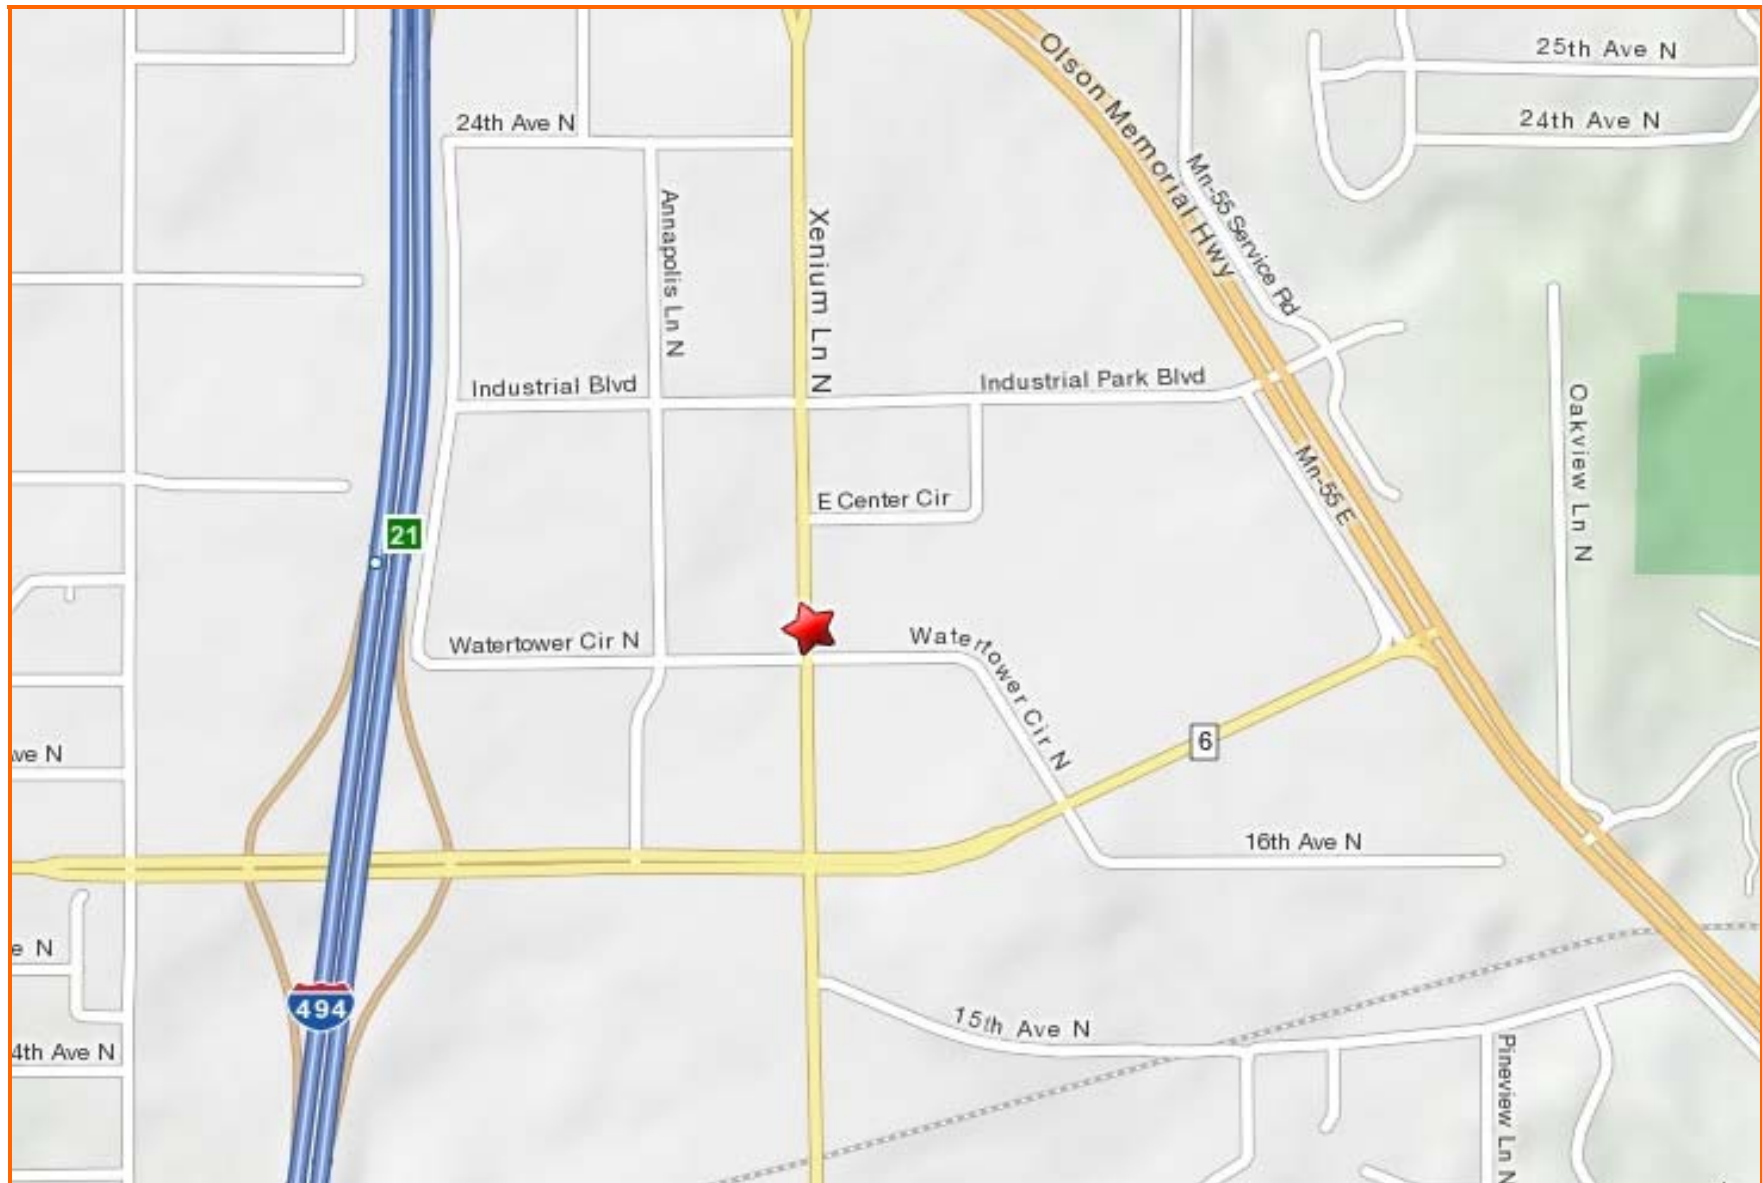 25th Ave N
Olson Memorial Hwy
24th Ave N
24th Ave N
Mn-55 Service Rd
Annapolis Ln N
Xenium Ln N
Industrial Blvd
Industrial Park Blvd
Oakview Ln N
E Center Cir
Mn-55 E
21
Watertower Cir N
Watertower Cir N
6
ve N
16th Ave N
e N
494
15th Ave N
4th Ave N
Pineview Ln N